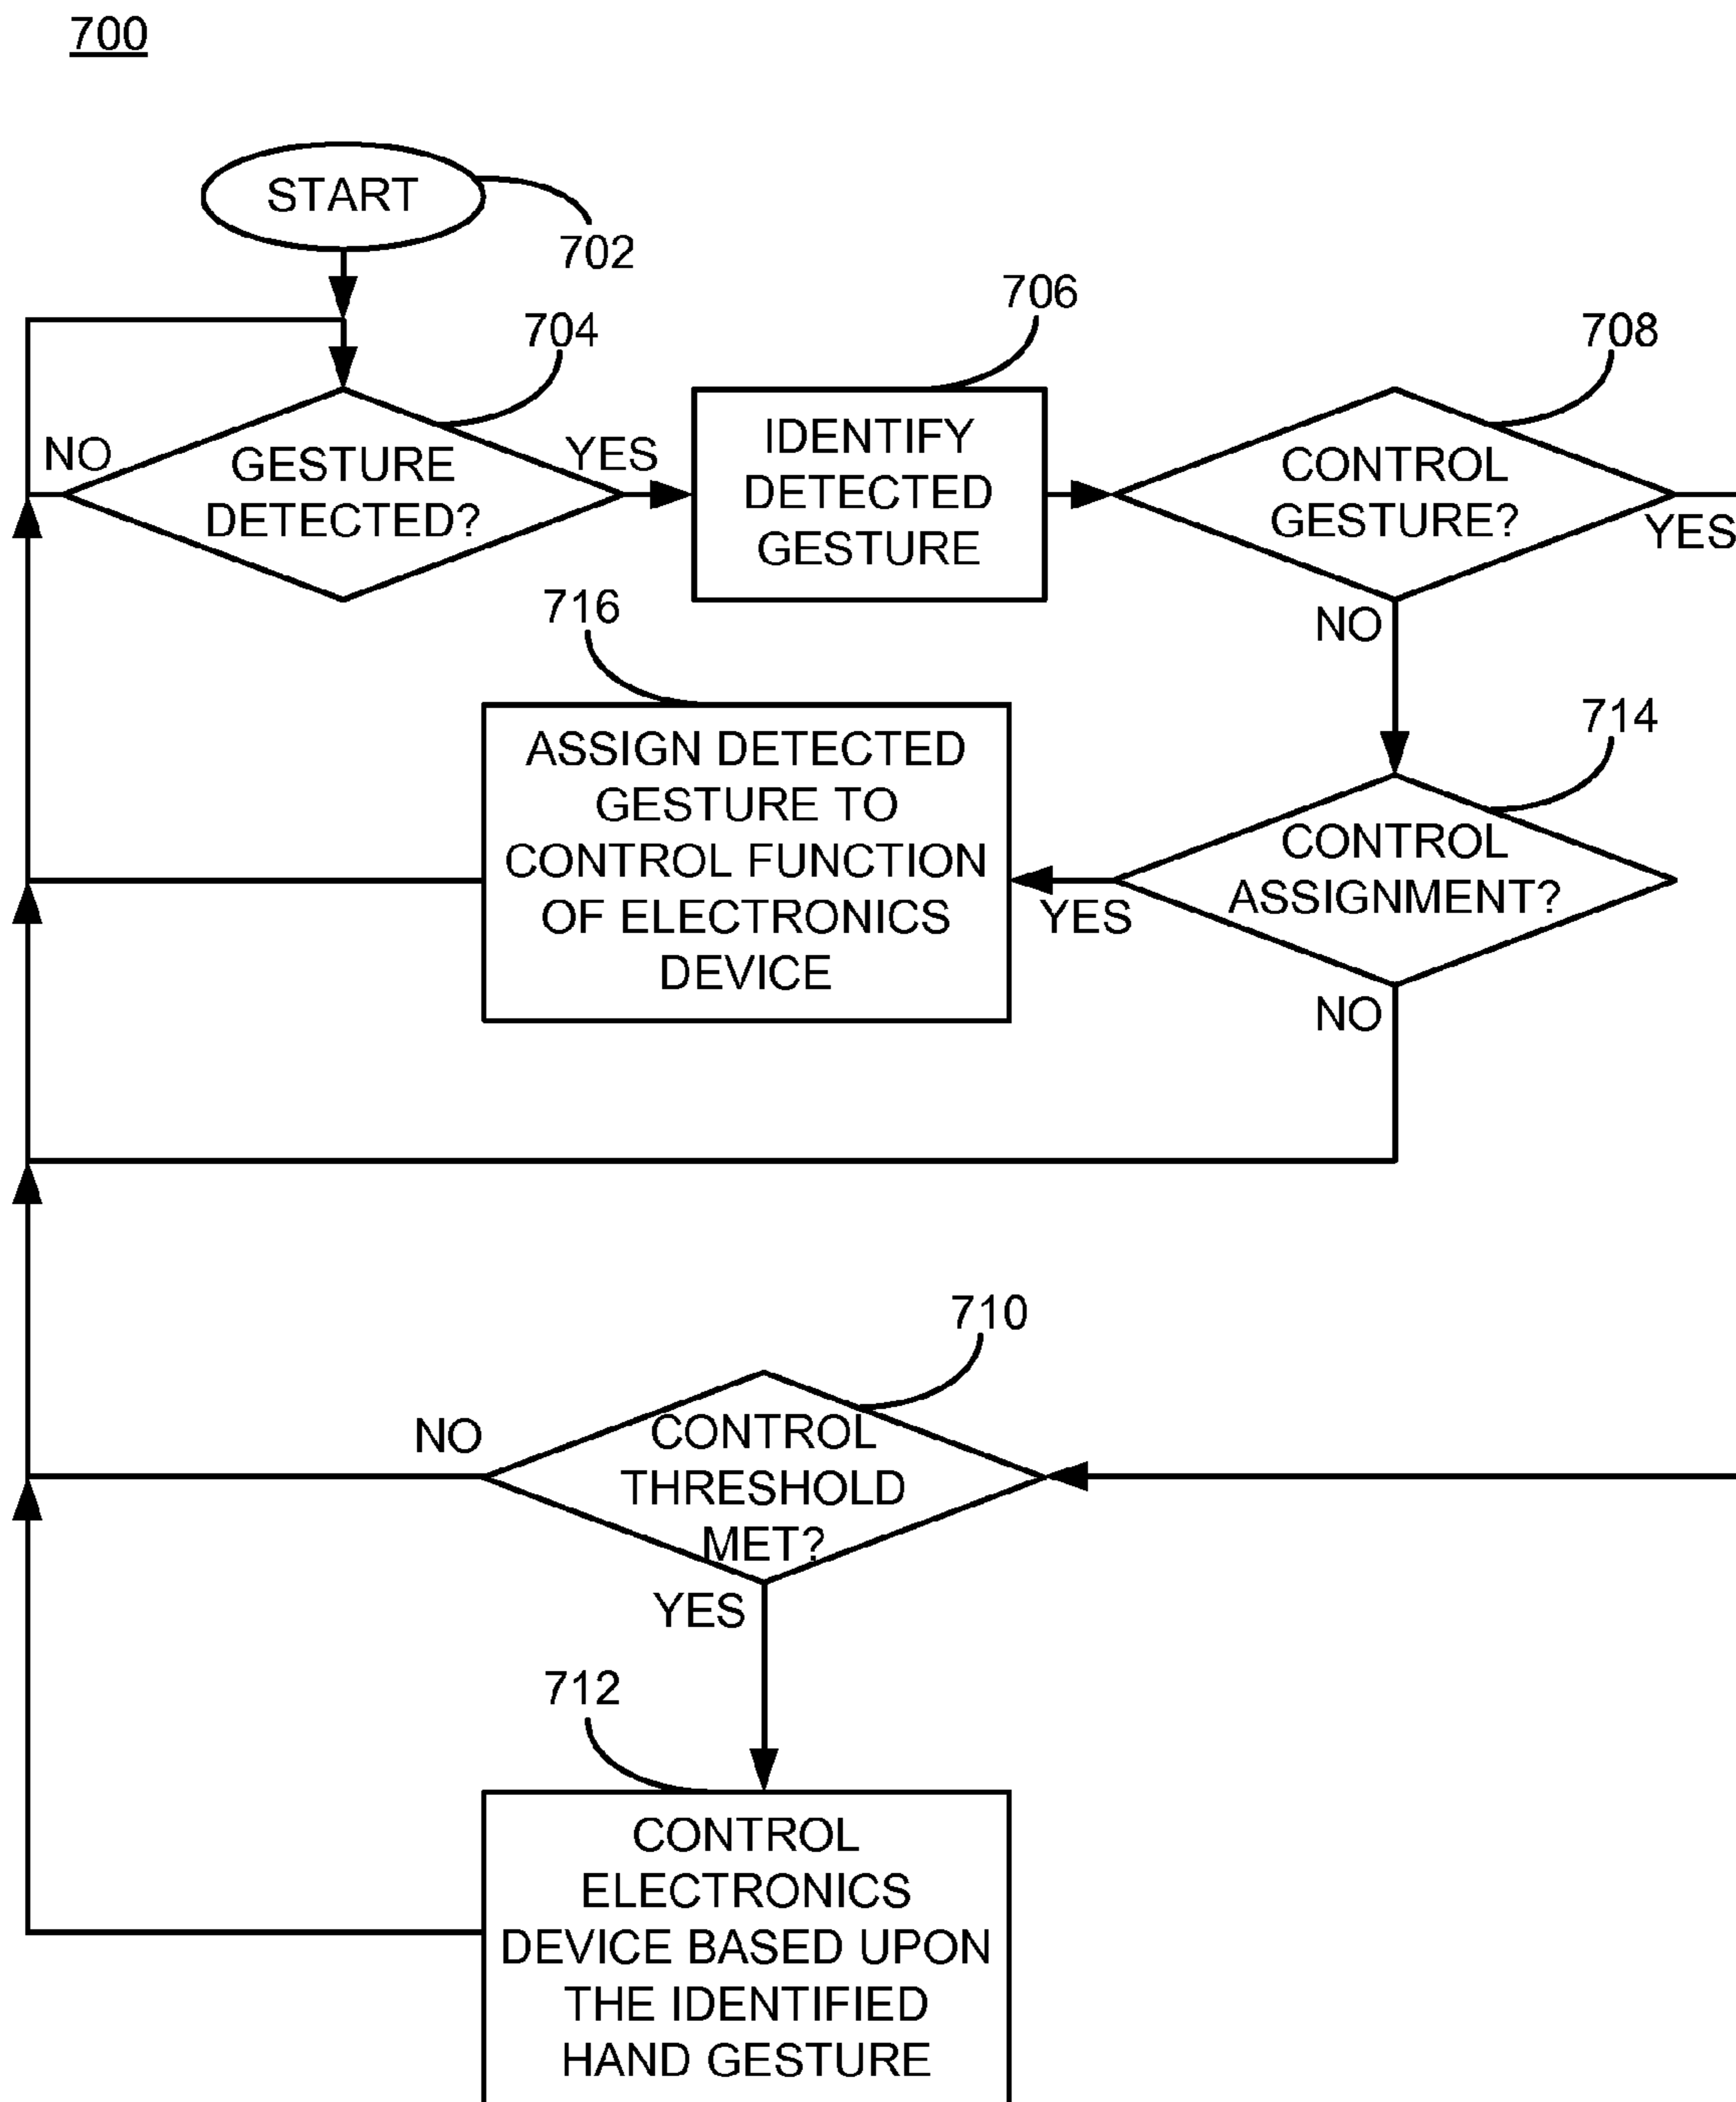 700
START
702
704
706
708
NO
GESTURE
DETECTED?
YES
IDENTIFY
DETECTED
GESTURE
CONTROL
GESTURE?
YES
NO
716
714
ASSIGN DETECTED
GESTURE TO
CONTROL FUNCTION
OF ELECTRONICS
DEVICE
YES
CONTROL
ASSIGNMENT?
NO
710
NO
CONTROL
THRESHOLD
MET?
YES
712
CONTROL
ELECTRONICS
DEVICE BASED UPON
THE IDENTIFIED
HAND GESTURE